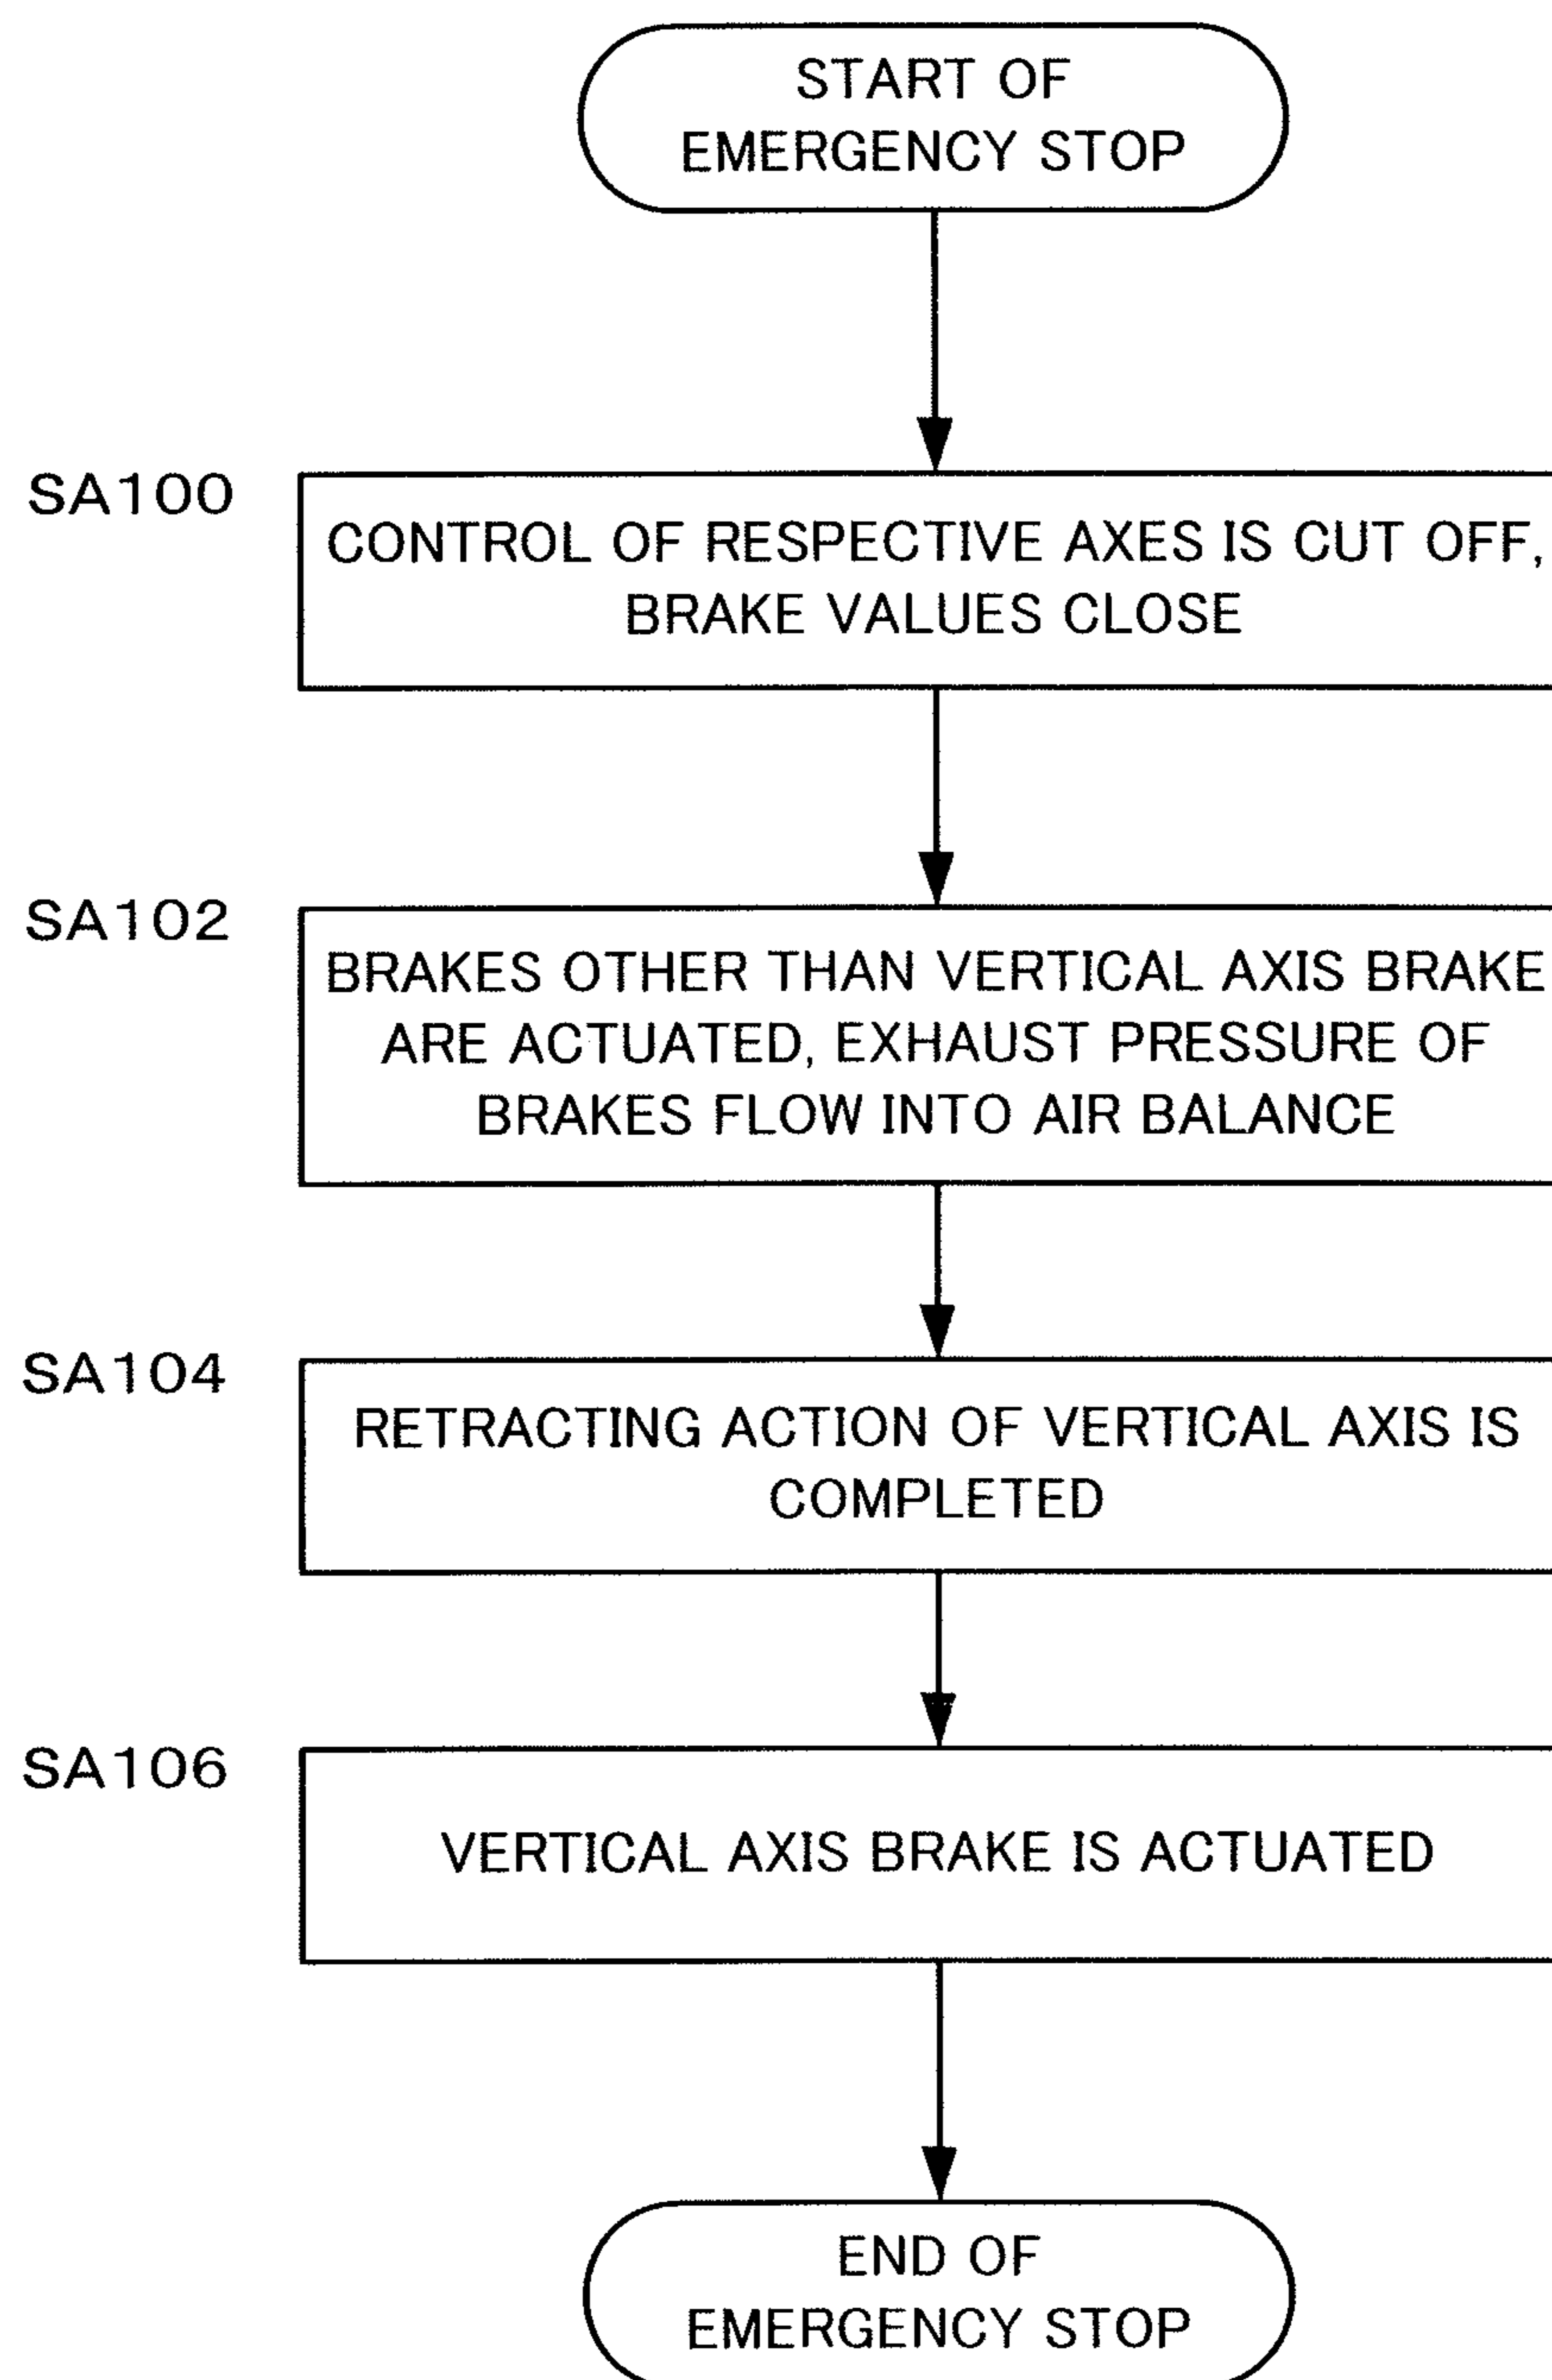 START OF
EMERGENCY STOP
SA100
CONTROL OF RESPECTIVE AXES IS CUT OFF,
BRAKE VALUES CLOSE
SA102
BRAKES OTHER THAN VERTICAL AXIS BRAKE
ARE ACTUATED, EXHAUST PRESSURE OF
BRAKES FLOW INTO AIR BALANCE
SA104
RETRACTING ACTION OF VERTICAL AXIS IS
COMPLETED
SA106
VERTICAL AXIS BRAKE IS ACTUATED
END OF
EMERGENCY STOP